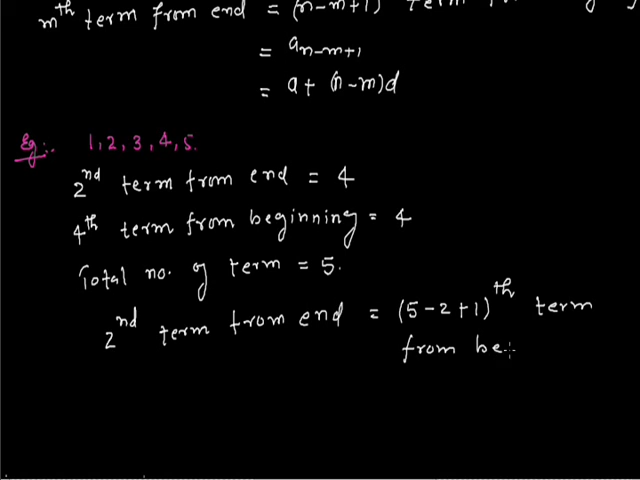 mth term from end = (n-m+1) term
= an-m+1
= a + (n-m)d
Eg:- 1, 2, 3, 4, 5.
2nd term from end = 4
4th term from beginning = 4
Total no. of term = 5.
2nd term from end = (5-2+1)th term
from be